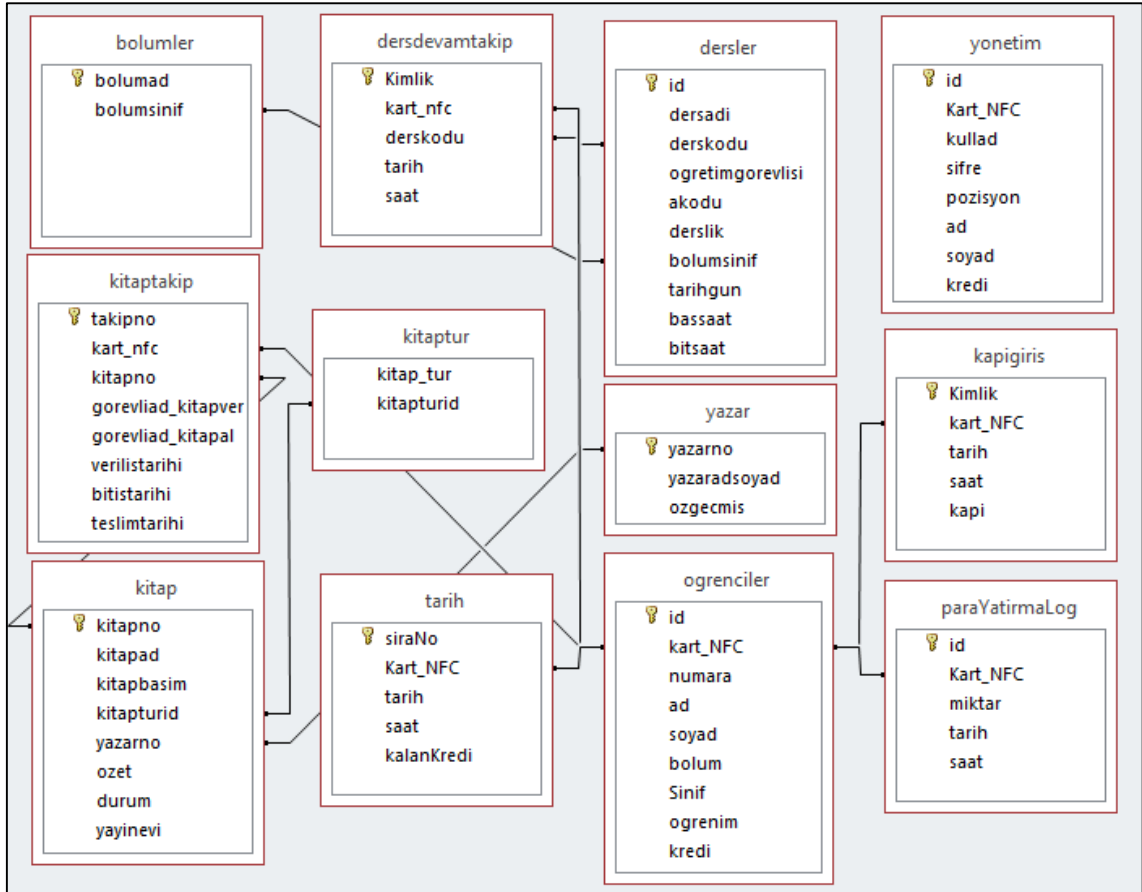 bolumler
bolumad
bolumsinif
dersdevamtakip
Kimlik
kart_nfc
derskodu
tarih
saat
dersler
id
dersadi
derskodu
ogretimgorevlisi
akodu
derslik
bolumsinif
tarihgun
bassaat
bitsaat
yonetim
id
Kart_NFC
kullad
sifre
pozisyon
ad
soyad
kredi
kitaptakip
takipno
kart_nfc
kitapno
gorevliad_kitapver
gorevliad_kitapal
verilistarihi
bitistarihi
teslimtarihi
kitaptur
kitap_tur
kitapturid
yazar
yazarno
yazaradsoyad
ozgecmis
kapigiris
Kimlik
kart_NFC
tarih
saat
kapi
kitap
kitapno
kitapad
kitapbasim
kitapturid
yazarno
ozet
durum
yayinevi
tarih
siraNo
Kart_NFC
tarih
saat
kalanKredi
ogrenciler
id
kart_NFC
numara
ad
soyad
bolum
Sinif
ogrenim
kredi
paraYatirmaLog
id
Kart_NFC
miktar
tarih
saat